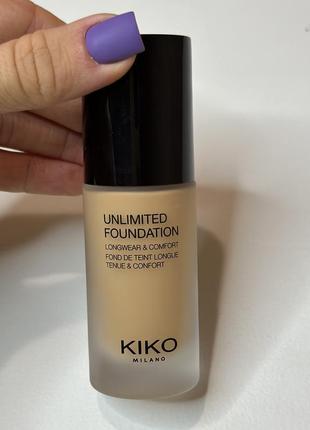 UNLIMITED
FOUNDATION
LONGWEAR & COMFORT
FOND DE TEINT LONGUE
TENUE & CONFORT
KIKO
MILANO